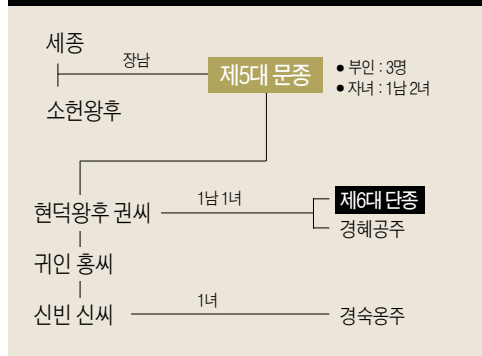 세종
장남
제5대 문종
● 부인 : 3명
● 자녀 : 1남 2녀
소헌왕후
현덕왕후 권씨
1남 1녀
제6대 단종
경혜공주
귀인 홍씨
신빈 신씨
1녀
경숙옹주